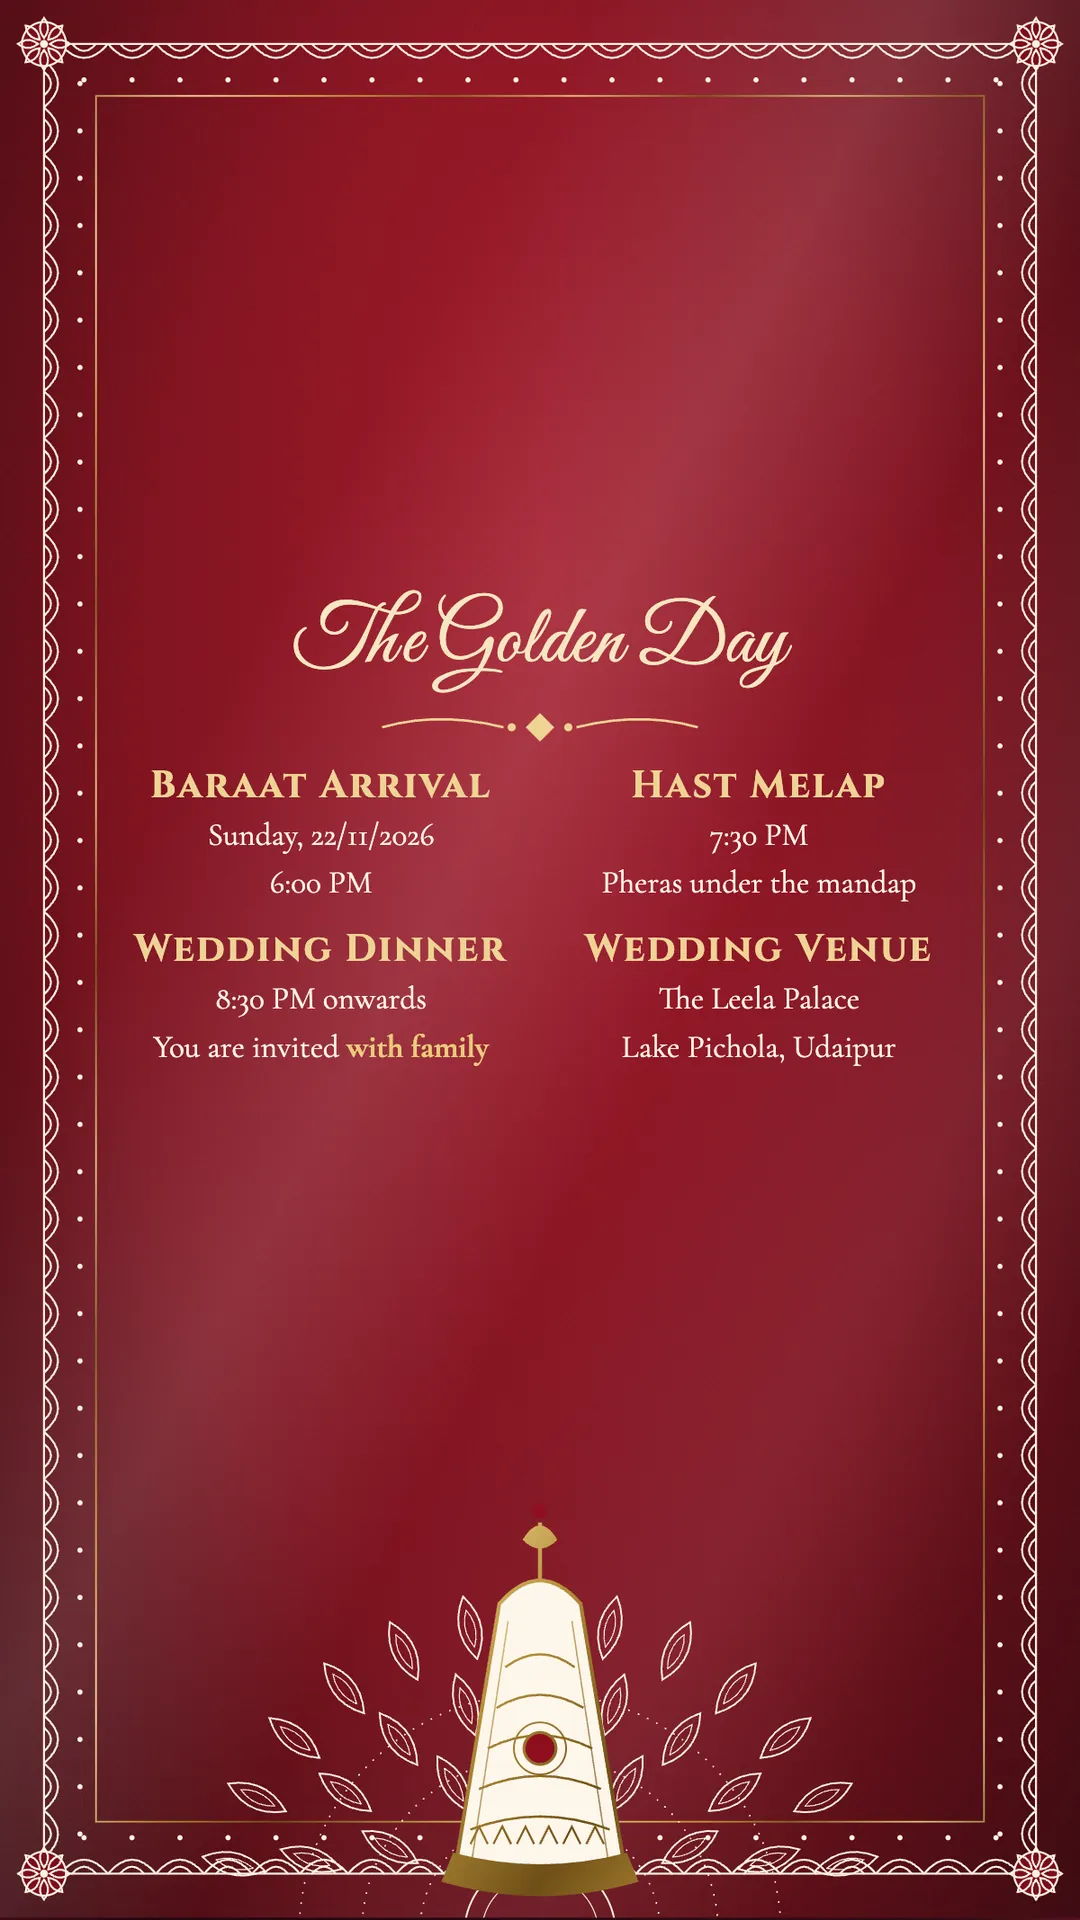 The Golden Day
Baraat Arrival
Sunday, 22/11/2026
6:00 PM
Hast Melap
7:30 PM
Pheras under the mandap
Wedding Dinner
8:30 PM onwards
You are invited with family
Wedding Venue
The Leela Palace
Lake Pichola, Udaipur